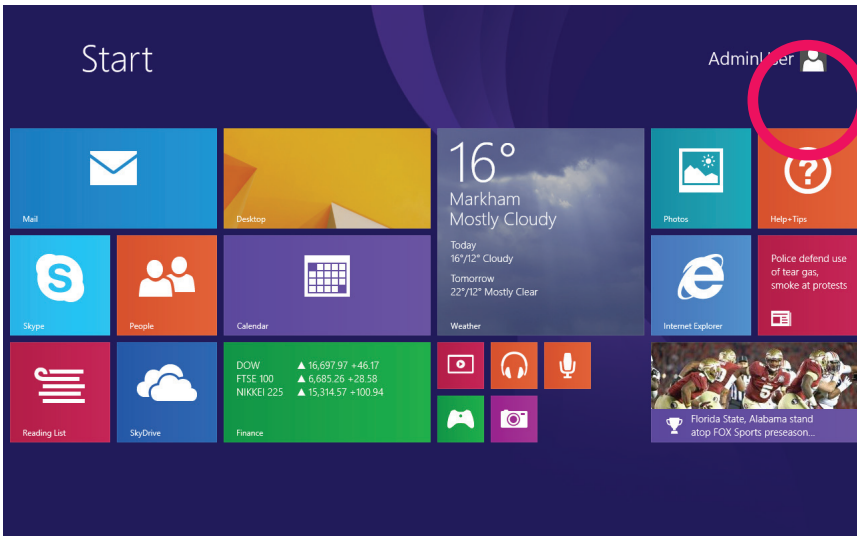 Start
AdminUser
Mail
Desktop
16°
Markham
Mostly Cloudy
Today
16°/12° Cloudy
Tomorrow
22°/12° Mostly Clear
Weather
Photos
Help+Tips
Skype
People
Calendar
Internet Explorer
Police defend use
of tear gas,
smoke at protests
Reading List
SkyDrive
DOW ▲ 16,697.97 +46.17
FTSE 100 ▲ 6,685.26 +28.58
NIKKEI 225 ▲ 15,314.57 +100.94
Finance
Florida State, Alabama stand
atop FOX Sports preseason...